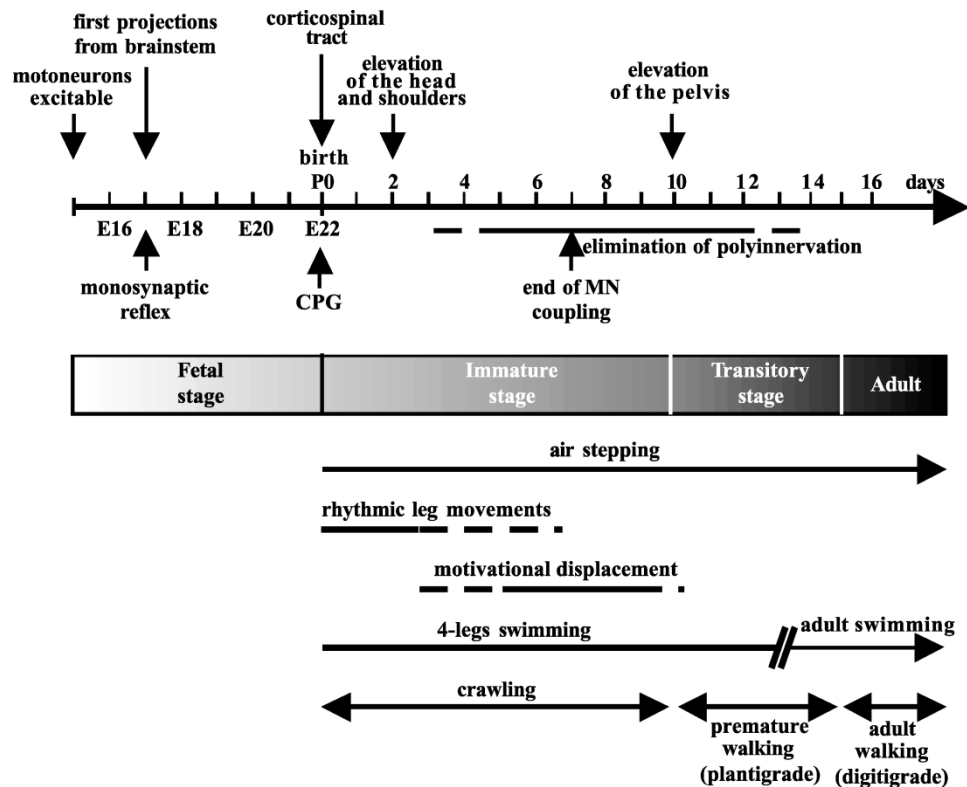 first projections
from brainstem
corticospinal
tract
motoneurons
excitable
elevation
of the head
and shoulders
elevation
of the pelvis
birth
P0 2 4 6 8 10 12 14 16 days
E16 E18 E20 E22
elimination of polyinnervation
monosynaptic
reflex
CPG
end of MN
coupling
Fetal
stage
Immature
stage
Transitory
stage
Adult
air stepping
rhythmic leg movements
motivational displacement
4-legs swimming
adult swimming
crawling
premature
walking
(plantigrade)
adult
walking
(digitigrade)